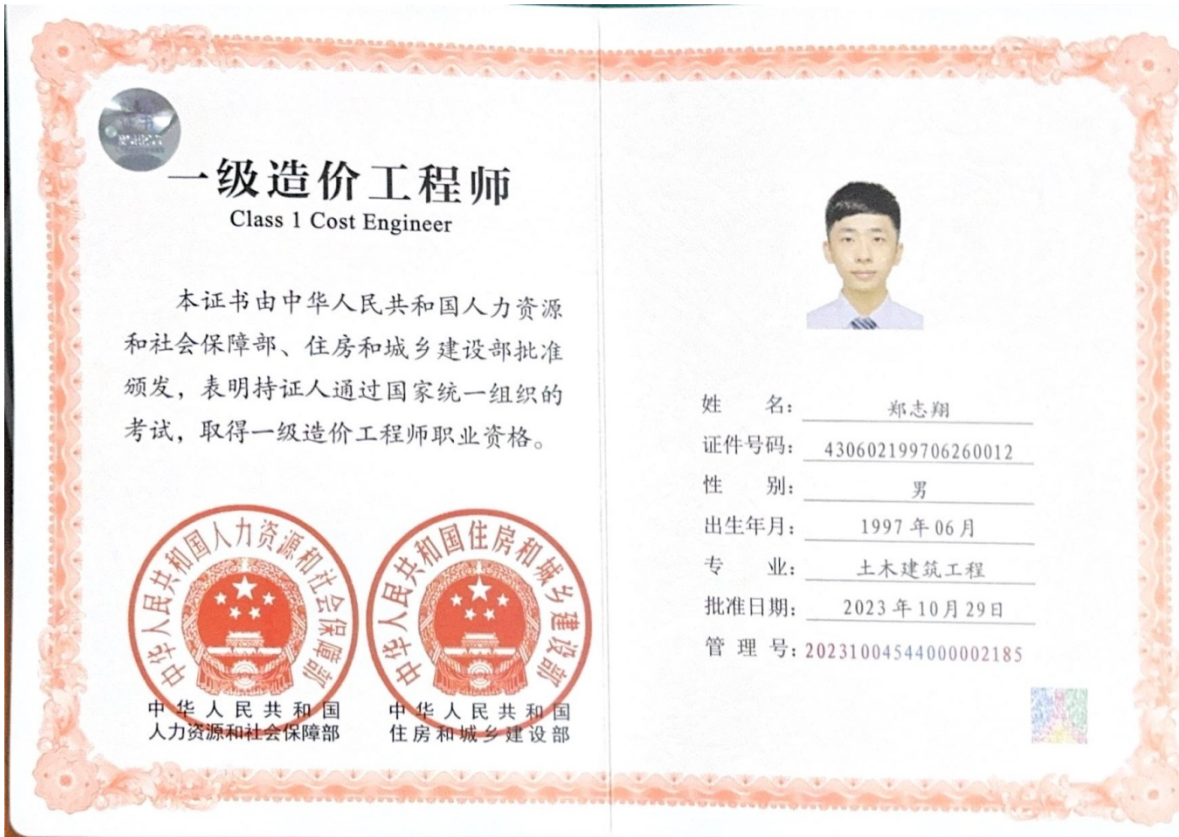 一级造价工程师
Class 1 Cost Engineer
本证书由中华人民共和国人力资源
和社会保障部、住房和城乡建设部批准
颁发，表明持证人通过国家统一组织的
考试，取得一级造价工程师职业资格。
中华人民共和国人力资源和社会保障部
中华人民共和国住房和城乡建设部
中华人民共和国
人力资源和社会保障部
中华人民共和国
住房和城乡建设部
姓 名： 郑志翔
证件号码： 430602199706260012
性 别： 男
出生年月： 1997年06月
专 业： 土木建筑工程
批准日期： 2023年10月29日
管 理 号： 20231004544000002185